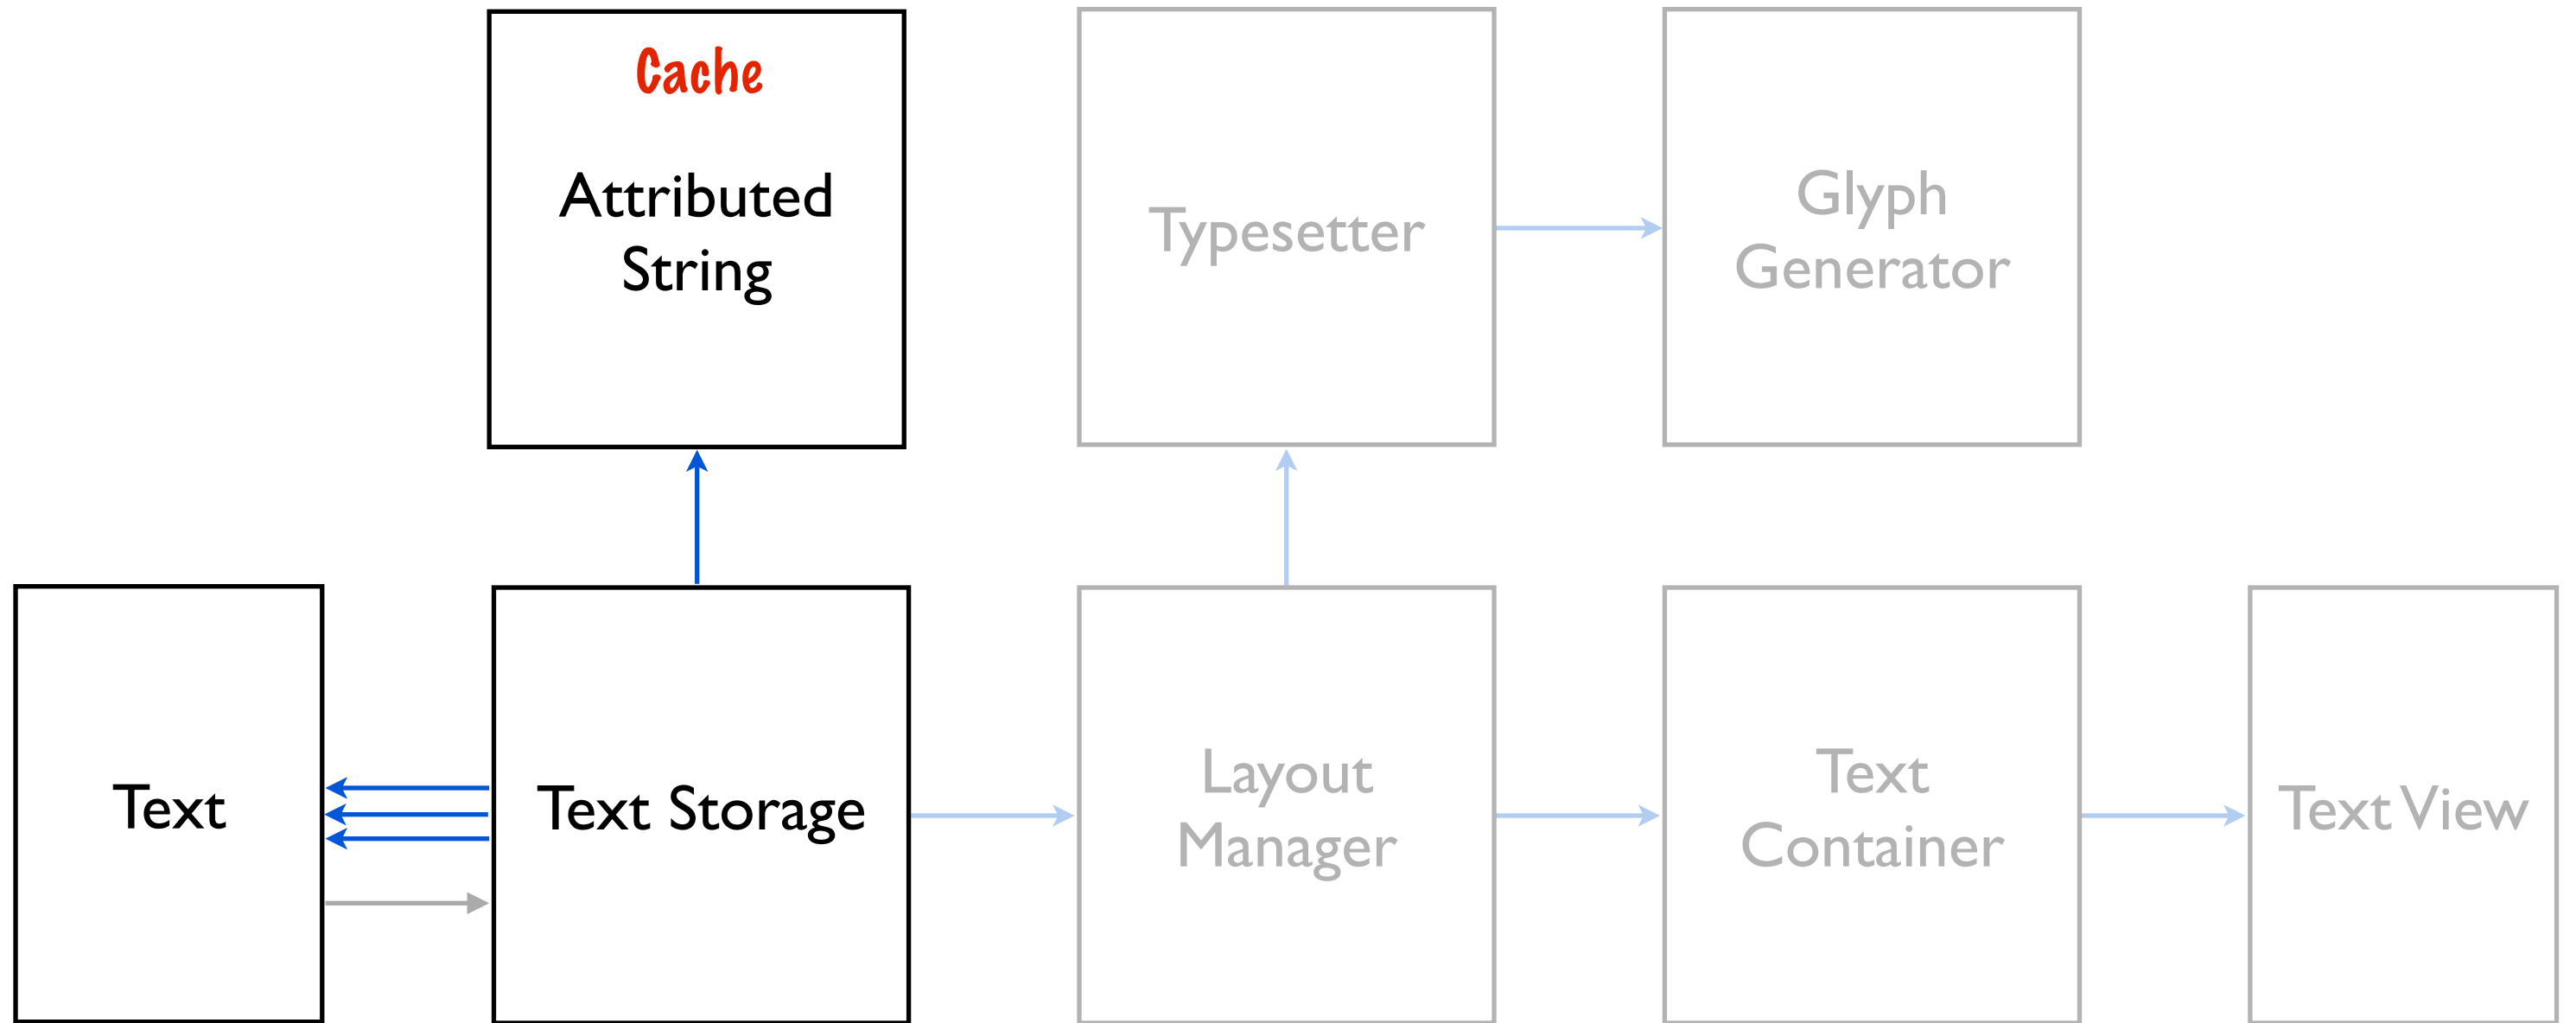 Cache
Attributed
String
Typesetter
Glyph
Generator
Text
Text Storage
Layout
Manager
Text
Container
Text View